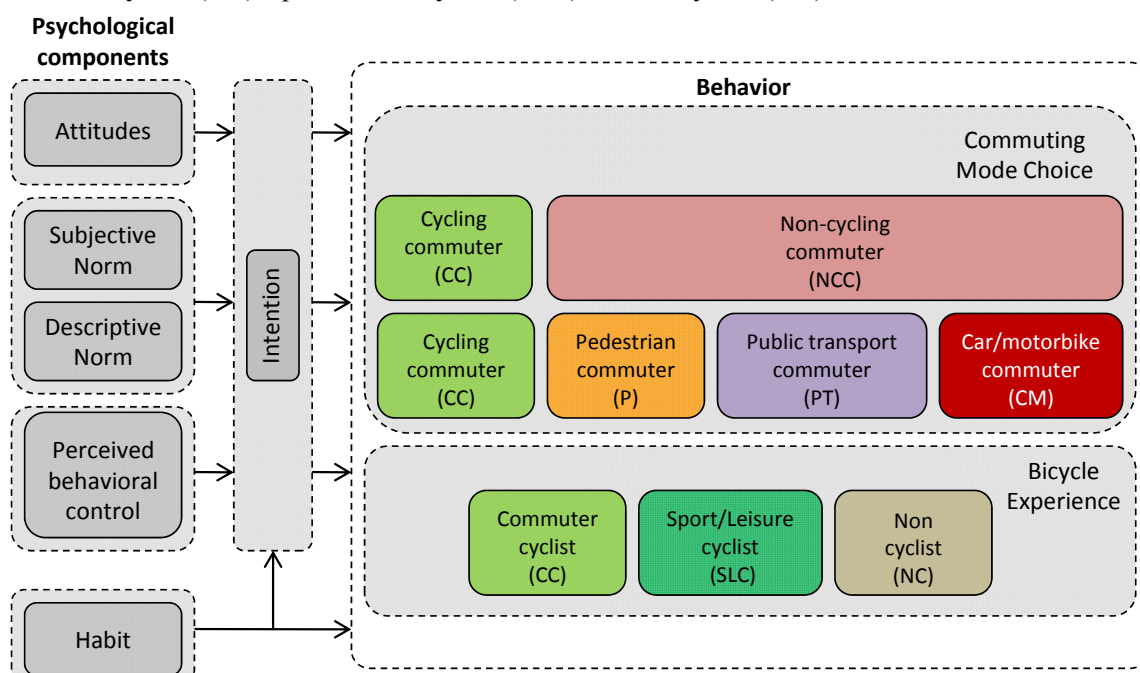 Psychological
components
Attitudes
Subjective
Norm
Descriptive
Norm
Perceived
behavioral
control
Habit
Intention
Behavior
Commuting
Mode Choice
Cycling
commuter
(CC)
Non-cycling
commuter
(NCC)
Cycling
commuter
(CC)
Pedestrian
commuter
(P)
Public transport
commuter
(PT)
Car/motorbike
commuter
(CM)
Bicycle
Experience
Commuter
cyclist
(CC)
Sport/Leisure
cyclist
(SLC)
Non
cyclist
(NC)